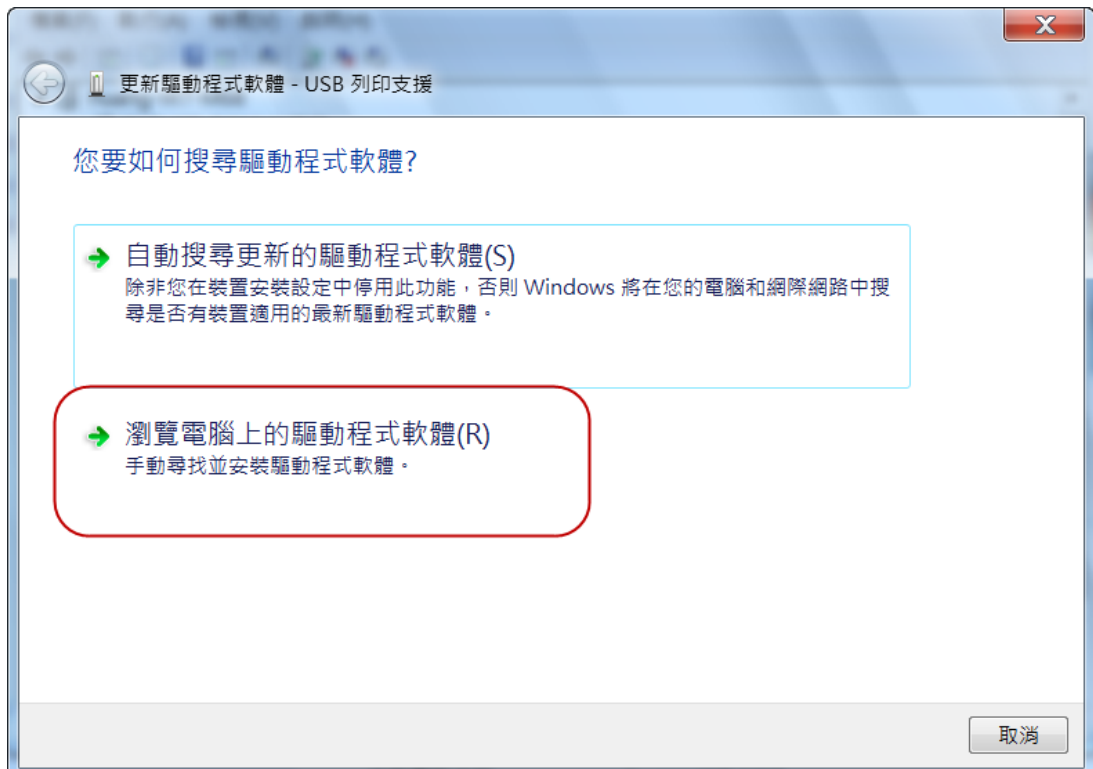 更新驅動程式軟體 - USB 列印支援
您要如何搜尋驅動程式軟體?
自動搜尋更新的驅動程式軟體(S)
除非您在裝置安裝設定中停用此功能，否則 Windows 將在您的電腦和網際網路中搜
尋是否有裝置適用的最新驅動程式軟體。
瀏覽電腦上的驅動程式軟體(R)
手動尋找並安裝驅動程式軟體。
取消